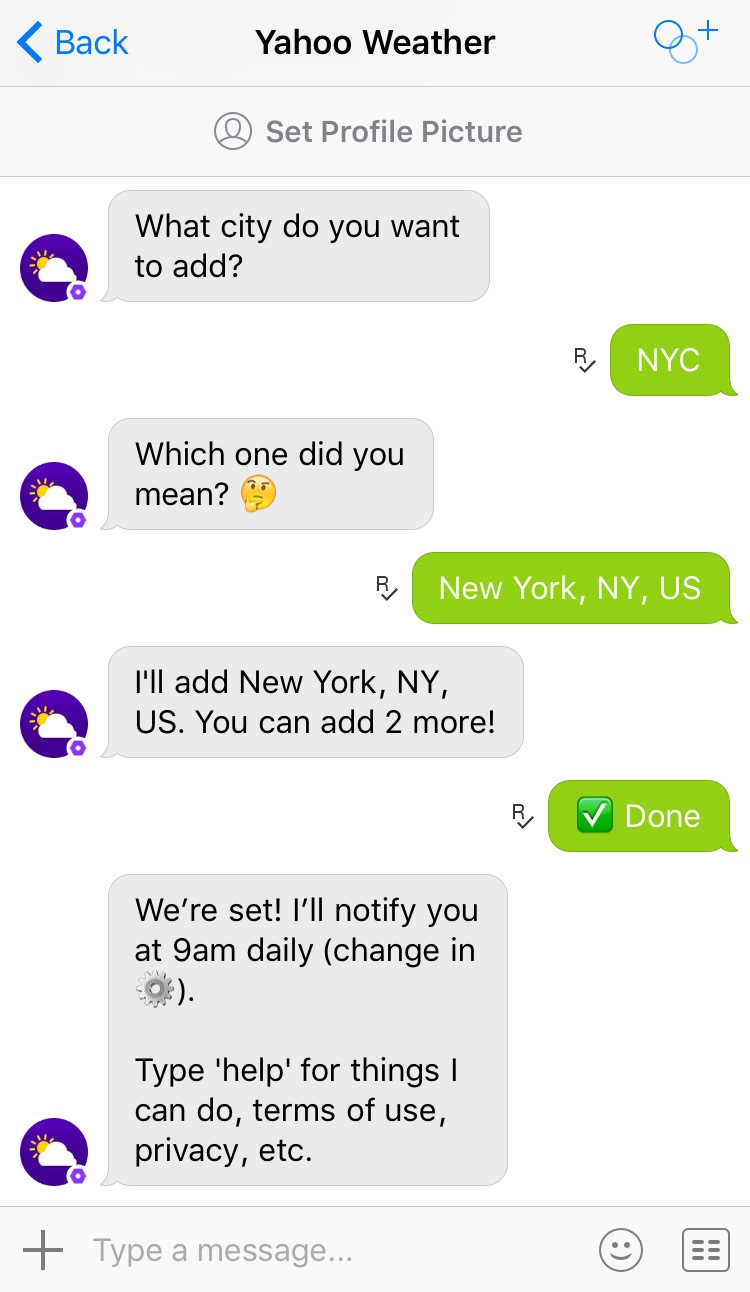 Back
Yahoo Weather
Set Profile Picture
What city do you want
to add?
R
NYC
Which one did you
mean? 🤔
R
New York, NY, US
I'll add New York, NY,
US. You can add 2 more!
R
✅ Done
We’re set! I’ll notify you
at 9am daily (change in
⚙️).
Type 'help' for things I
can do, terms of use,
privacy, etc.
Type a message...